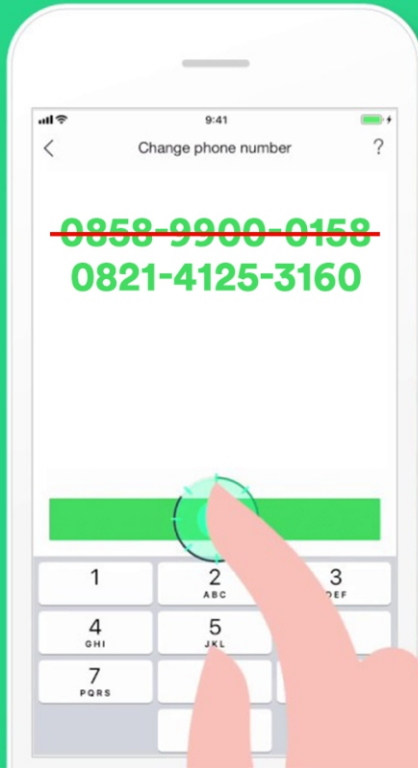 9:41
Change phone number
?
0858-9900-0158
0821-4125-3160
1
2
ABC
3
DEF
4
GHI
5
JKL
7
PQRS